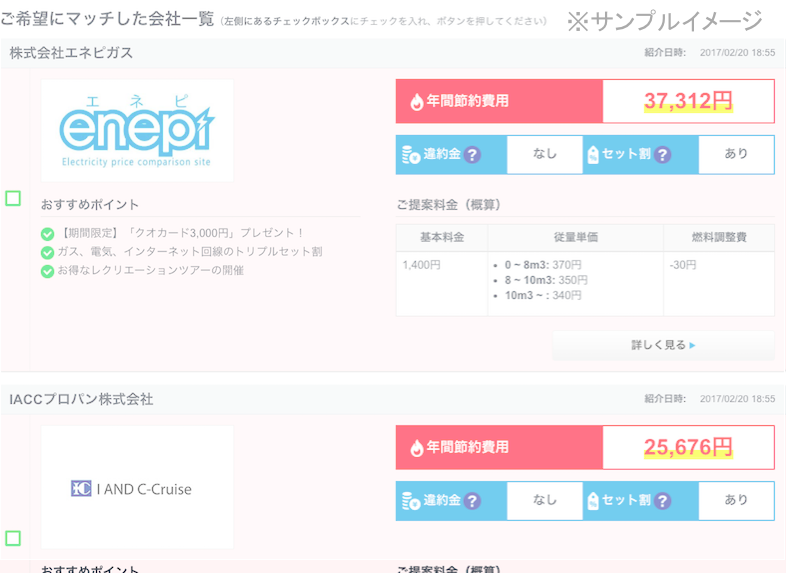 ご希望にマッチした会社一覧（左側にあるチェックボックスにチェックを入れ、ボタンを押してください） ※サンプルイメージ
株式会社エネピガス 紹介日時: 2017/02/20 18:55
エ ネ ピ
enepi
Electricity price comparison site
年間節約費用 37,312円
違約金 ? なし セット割 ? あり
おすすめポイント
【期間限定】「クオカード3,000円」プレゼント！
ガス、電気、インターネット回線のトリプルセット割
お得なレクリエーションツアーの開催
ご提案料金（概算）
基本料金 従量単価 燃料調整費
1,400円 • 0 ~ 8m3: 370円 -30円
• 8 ~ 10m3: 350円
• 10m3 ~ : 340円
詳しく見る ▸
IACCプロパン株式会社 紹介日時: 2017/02/20 18:55
IC I AND C-Cruise
年間節約費用 25,676円
違約金 ? なし セット割 ? あり
おすすめポイント ご提案料金（概算）